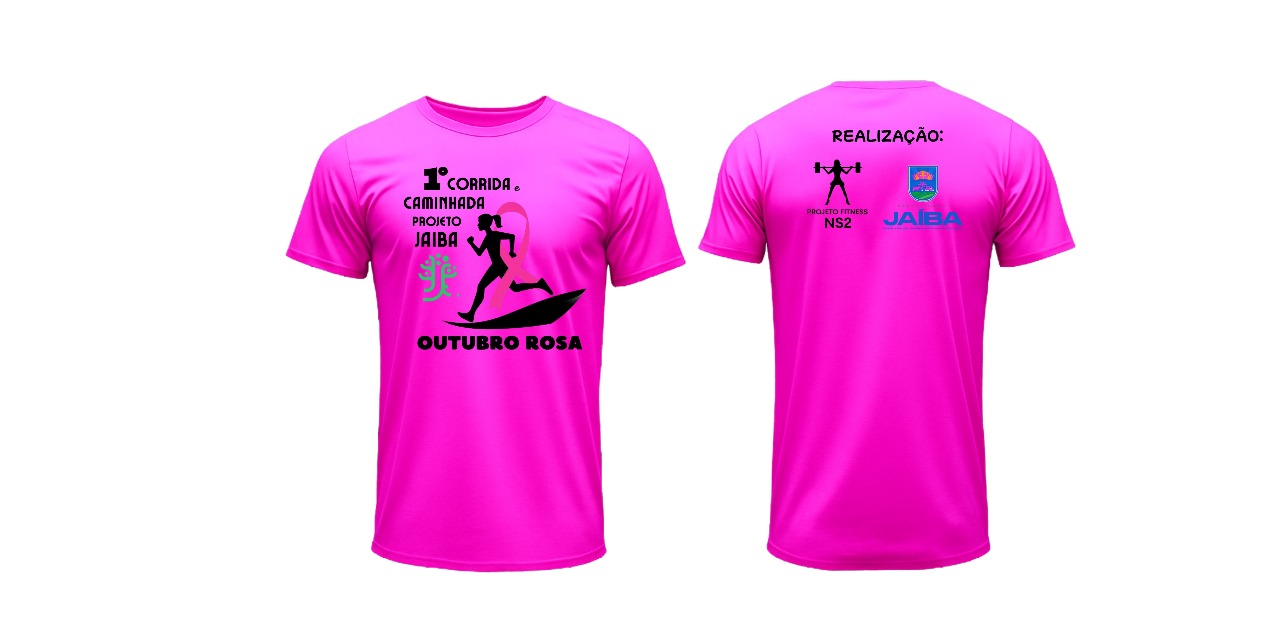 1º CORRIDA e
CAMINHADA
PROJETO
JAIBA
OUTUBRO ROSA
REALIZAÇÃO:
PROJETO FITNESS
NS2
JAÍBA